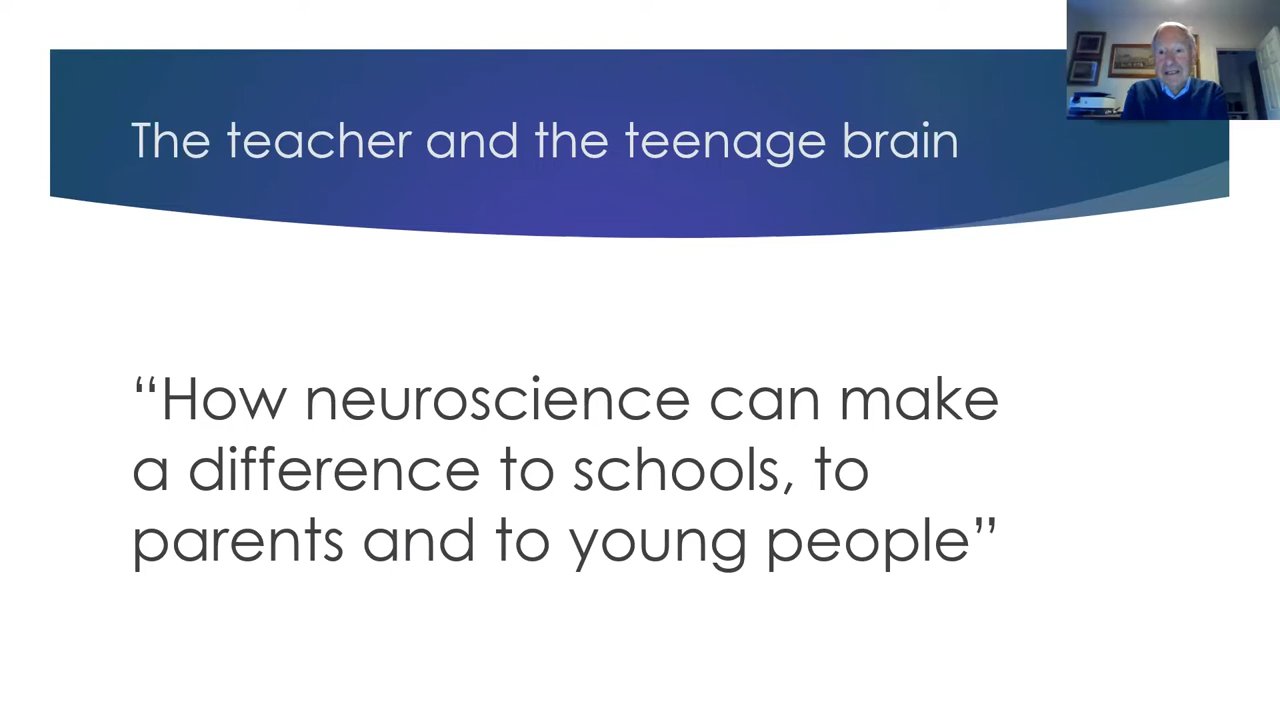 The teacher and the teenage brain
“How neuroscience can make
a difference to schools, to
parents and to young people”